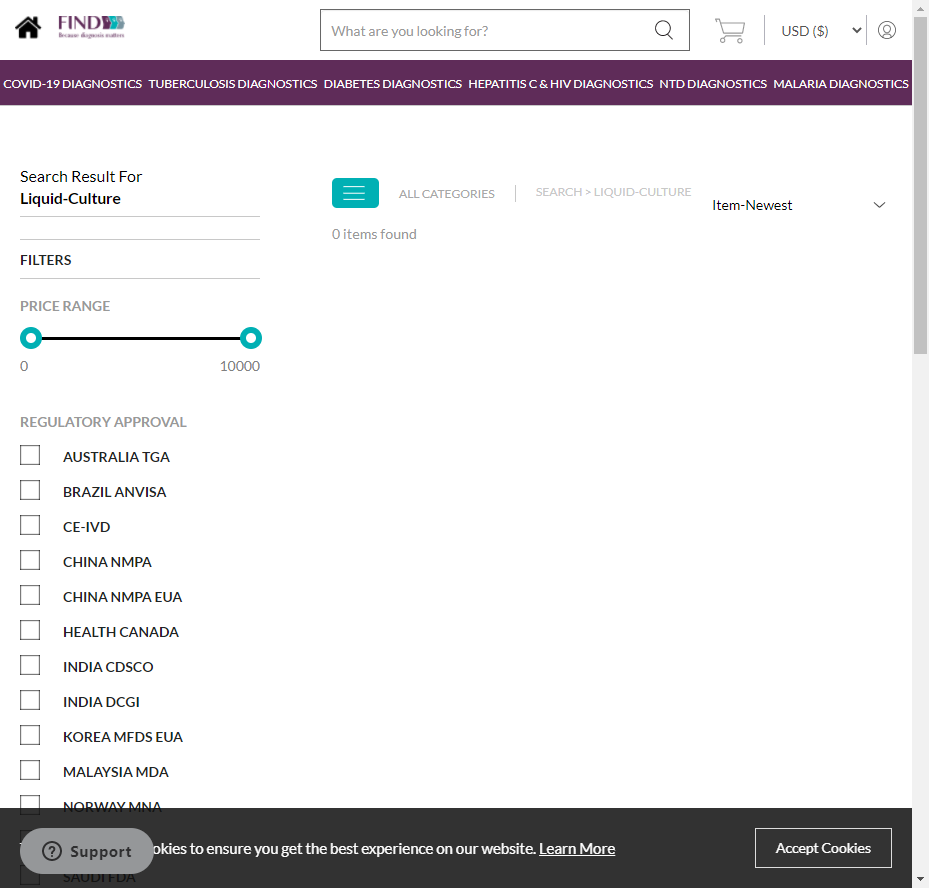 FIND
Because diagnosis matters
What are you looking for?
USD ($)
COVID-19 DIAGNOSTICS TUBERCULOSIS DIAGNOSTICS DIABETES DIAGNOSTICS HEPATITIS C & HIV DIAGNOSTICS NTD DIAGNOSTICS MALARIA DIAGNOSTICS
Search Result For
Liquid-Culture
ALL CATEGORIES
SEARCH > LIQUID-CULTURE
Item-Newest
0 items found
FILTERS
PRICE RANGE
0 10000
REGULATORY APPROVAL
AUSTRALIA TGA
BRAZIL ANVISA
CE-IVD
CHINA NMPA
CHINA NMPA EUA
HEALTH CANADA
INDIA CDSCO
INDIA DCGI
KOREA MFDS EUA
MALAYSIA MDA
NORWAY MNA
Support
to ensure you get the best experience on our website. Learn More
Accept Cookies
SAUDI FDA